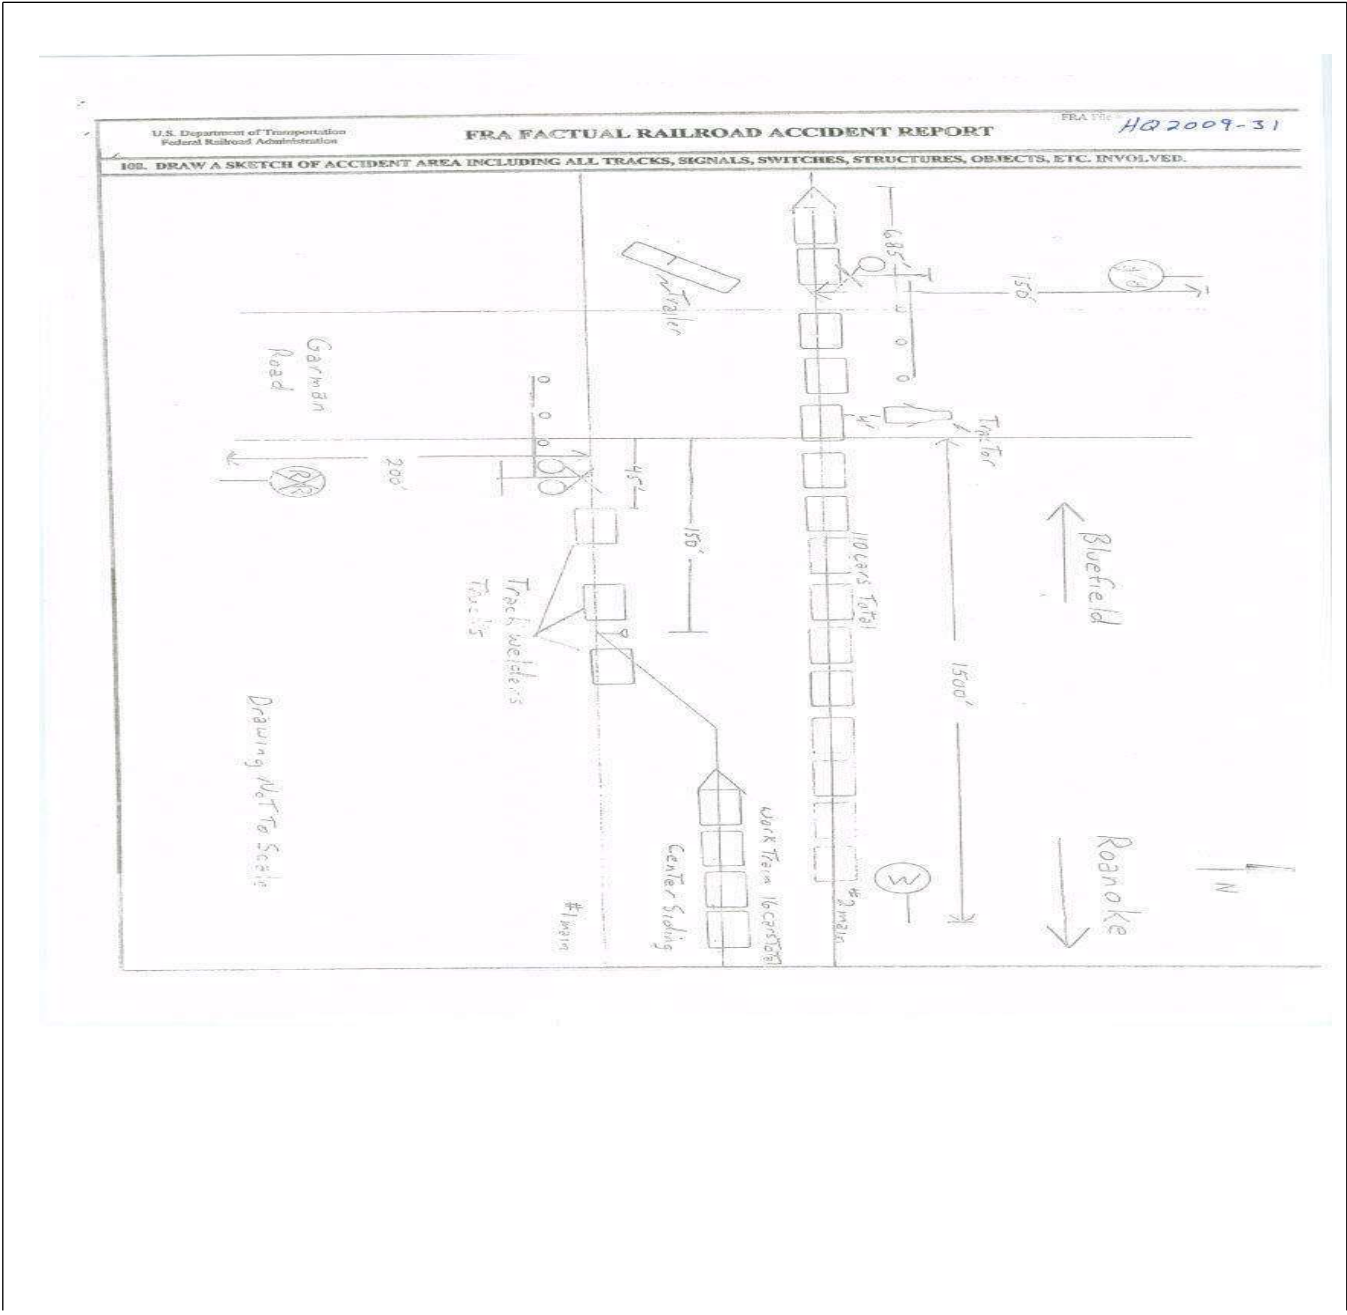 U.S. Department of Transportation
Federal Railroad Administration
FRA FACTUAL RAILROAD ACCIDENT REPORT
FRA File
HQ2009-31
108. DRAW A SKETCH OF ACCIDENT AREA INCLUDING ALL TRACKS, SIGNALS, SWITCHES, STRUCTURES, OBJECTS, ETC. INVOLVED.
685'
150'
Trailer
Garman
Road
4'
Tractor
200'
RxR
45'
150'
110 cars Total
Bluefield
Track Welders
1500'
Drawing Not To Scale
Work Train 16 cars Total
Center Siding
#1 main
#2 main
W
Roanoke
N